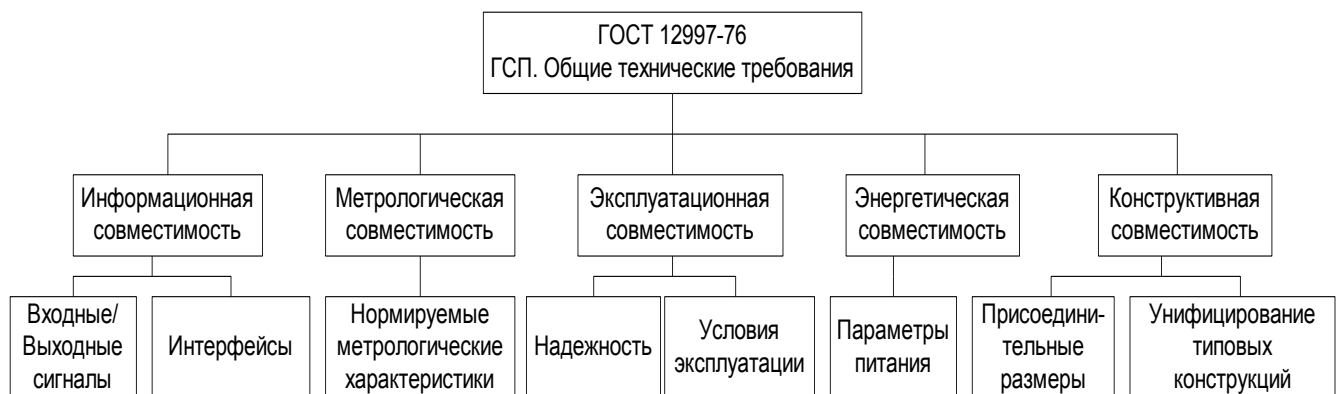 ГОСТ 12997-76
ГСП. Общие технические требования
Информационная
совместимость
Метрологическая
совместимость
Эксплуатационная
совместимость
Энергетическая
совместимость
Конструктивная
совместимость
Входные/
Выходные
сигналы
Интерфейсы
Нормируемые
метрологические
характеристики
Надежность
Условия
эксплуатации
Параметры
питания
Присоедини-
тельные
размеры
Унифицирование
типовых
конструкций